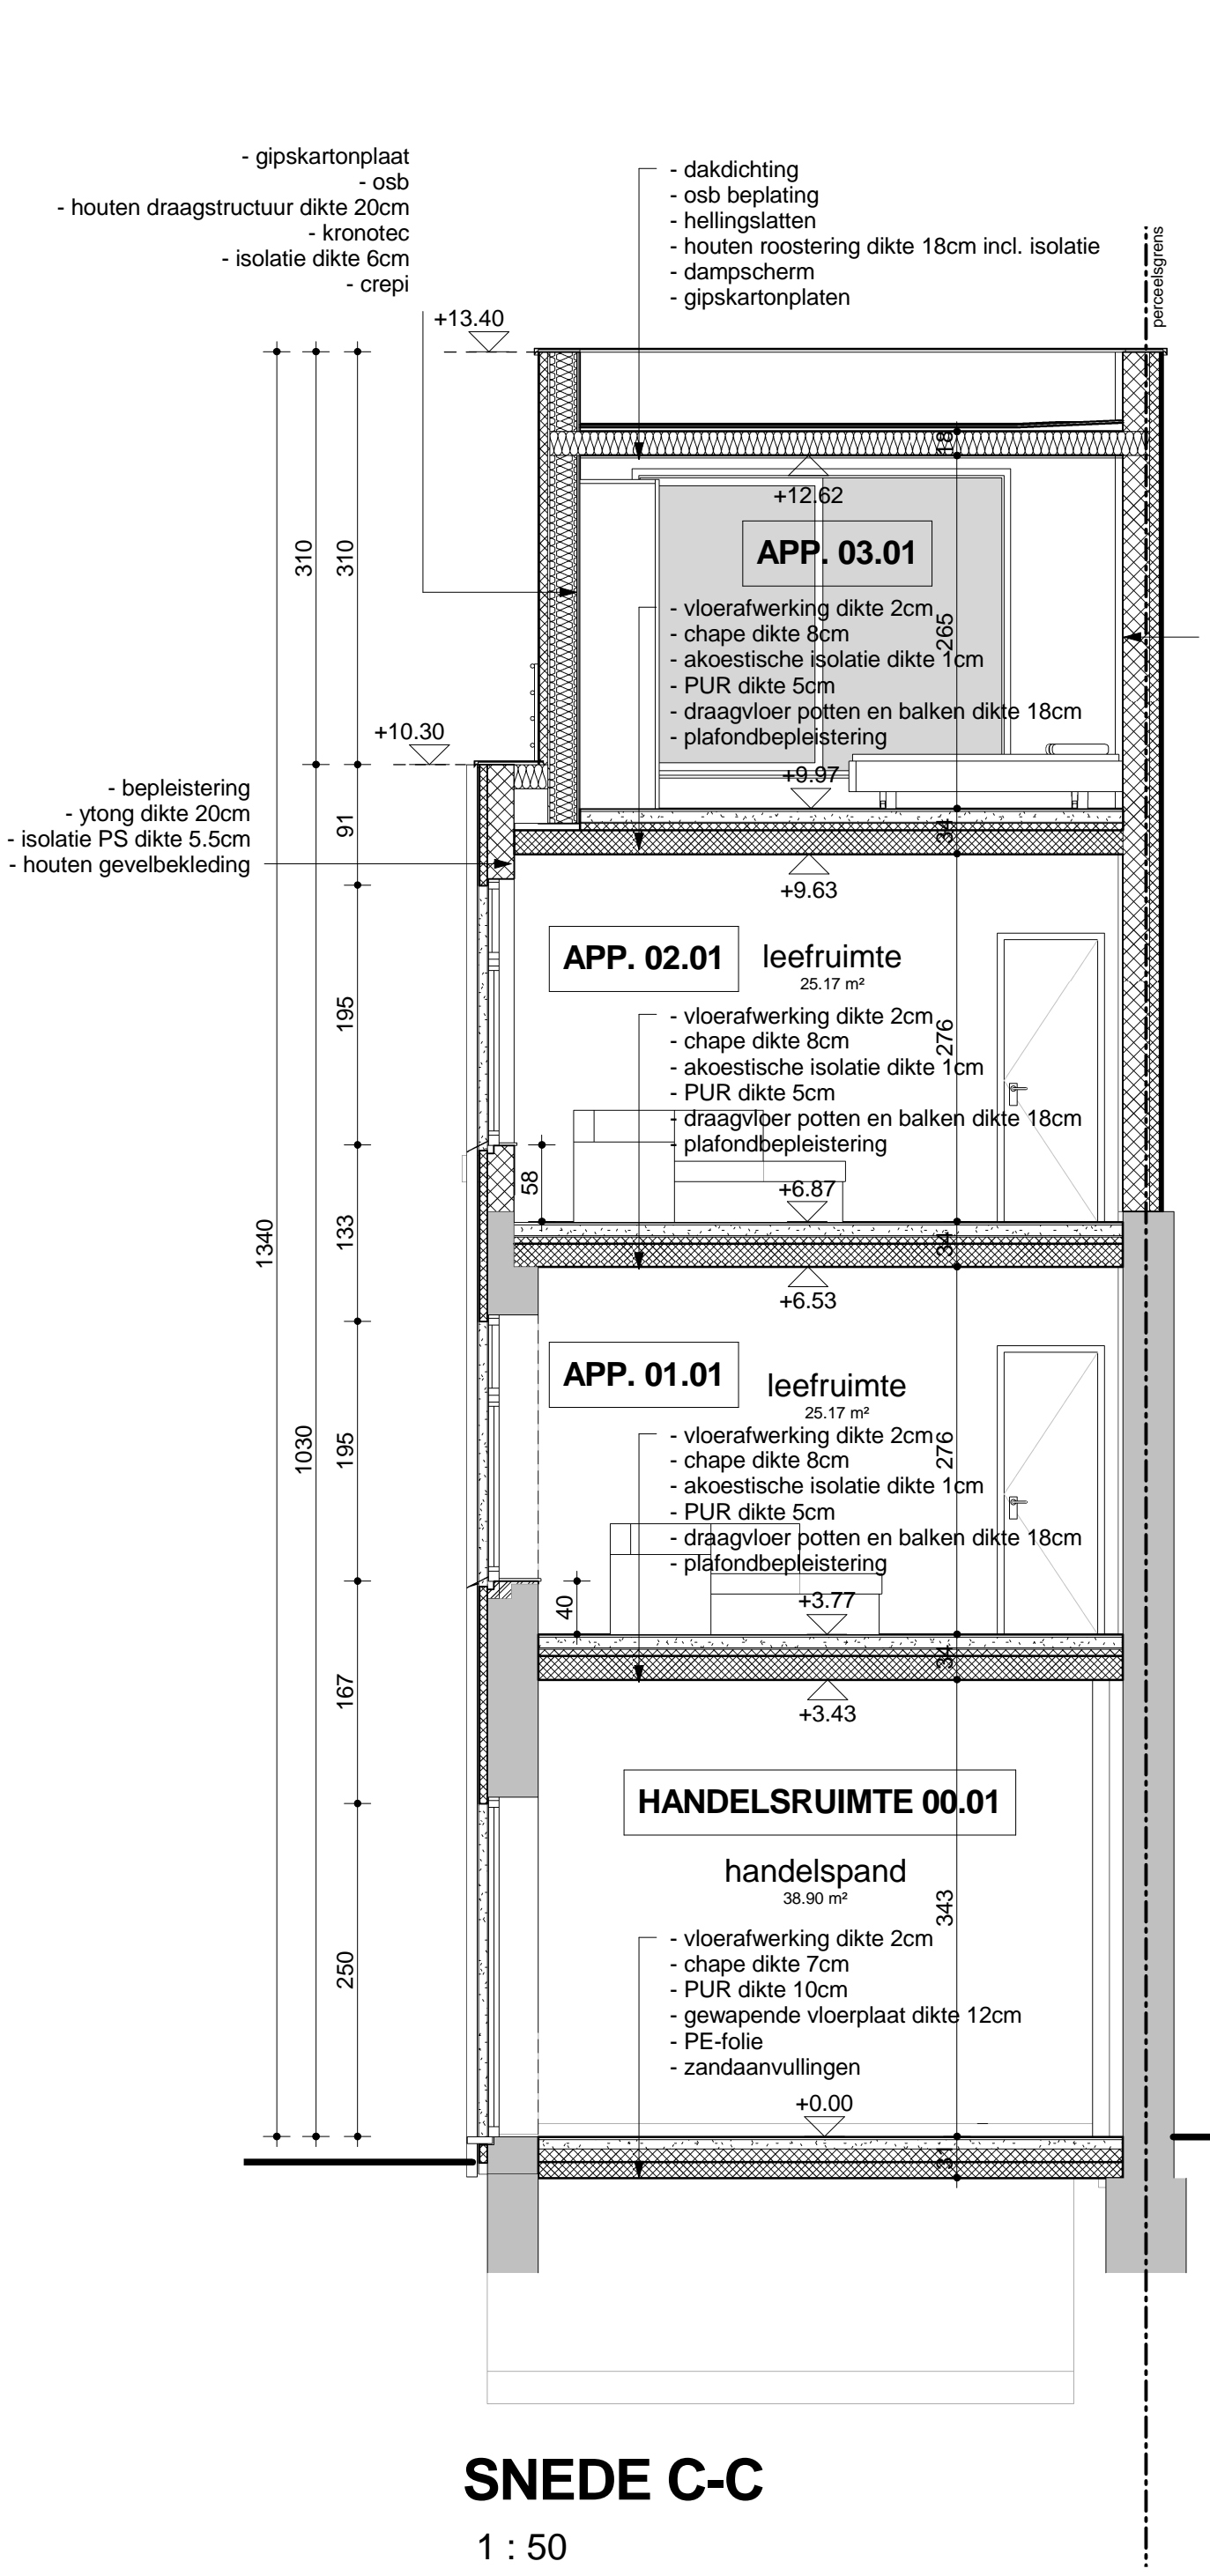 - gipskartonplaat
- osb
- houten draagstructuur dikte 20cm
- kronotec
- isolatie dikte 6cm
- crepi
- dakdichting
- osb beplating
- hellingslatten
- houten roostering dikte 18cm incl. isolatie
- dampscherm
- gipskartonplaten
perceelsgrens
+13.40
18
+12.62
310
310
APP. 03.01
- vloerafwerking dikte 2cm
- chape dikte 8cm
- akoestische isolatie dikte 1cm
- PUR dikte 5cm
- draagvloer potten en balken dikte 18cm
- plafondbepleistering
265
+10.30
+9.97
- bepleistering
- ytong dikte 20cm
- isolatie PS dikte 5.5cm
- houten gevelbekleding
91
34
+9.63
APP. 02.01
leefruimte
25.17 m²
195
- vloerafwerking dikte 2cm
- chape dikte 8cm
- akoestische isolatie dikte 1cm
- PUR dikte 5cm
- draagvloer potten en balken dikte 18cm
- plafondbepleistering
276
58
+6.87
1340
133
34
+6.53
APP. 01.01
leefruimte
25.17 m²
1030
195
- vloerafwerking dikte 2cm
- chape dikte 8cm
- akoestische isolatie dikte 1cm
- PUR dikte 5cm
- draagvloer potten en balken dikte 18cm
- plafondbepleistering
276
40
+3.77
34
167
+3.43
HANDELSRUIMTE 00.01
handelspand
38.90 m²
343
250
- vloerafwerking dikte 2cm
- chape dikte 7cm
- PUR dikte 10cm
- gewapende vloerplaat dikte 12cm
- PE-folie
- zandaanvullingen
+0.00
31
SNEDE C-C
1 : 50